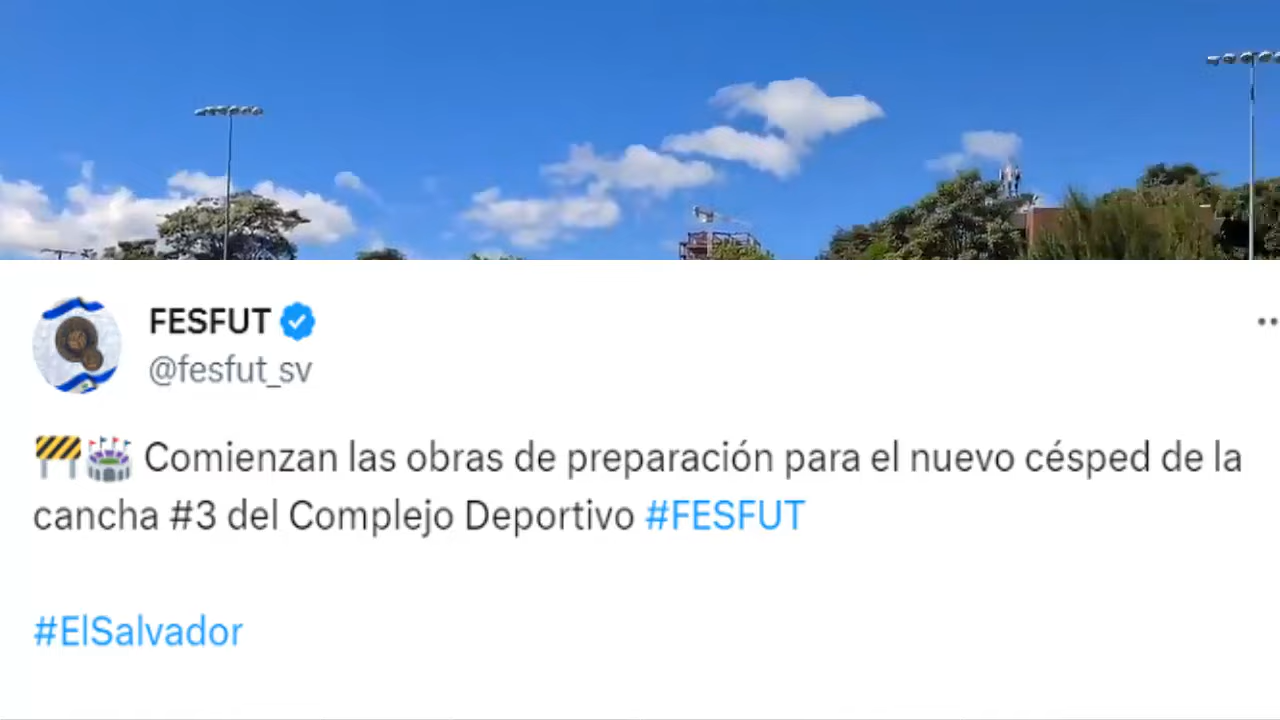 FESFUT
@fesfut_sv
🚧🏟️ Comienzan las obras de preparación para el nuevo césped de la
cancha #3 del Complejo Deportivo #FESFUT
#ElSalvador